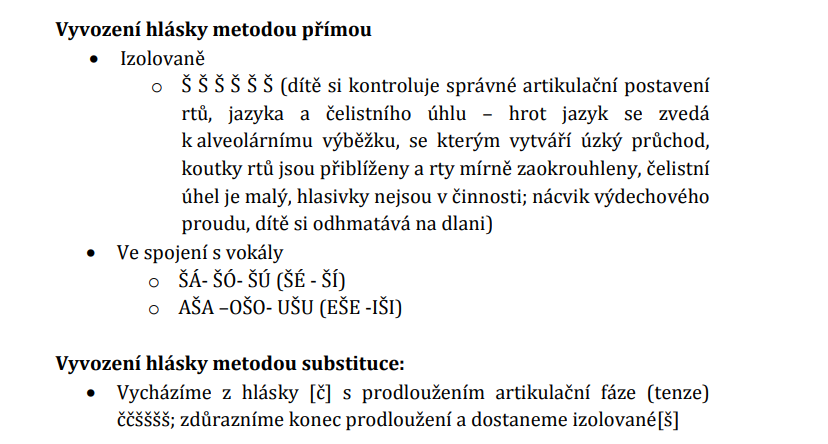 Vyvození hlásky metodou přímou
• Izolovaně
o Š Š Š Š Š Š (dítě si kontroluje správné artikulační postavení
rtů, jazyka a čelistního úhlu – hrot jazyk se zvedá
k alveolárnímu výběžku, se kterým vytváří úzký průchod,
koutky rtů jsou přiblíženy a rty mírně zaokrouhleny, čelistní
úhel je malý, hlasivky nejsou v činnosti; nácvik výdechového
proudu, dítě si odhmatává na dlani)
• Ve spojení s vokály
o ŠÁ- ŠÓ- ŠÚ (ŠÉ - ŠÍ)
o AŠA –OŠO- UŠU (EŠE -IŠI)
Vyvození hlásky metodou substituce:
• Vycházíme z hlásky [č] s prodloužením artikulační fáze (tenze)
ččšššš; zdůrazníme konec prodloužení a dostaneme izolované[š]